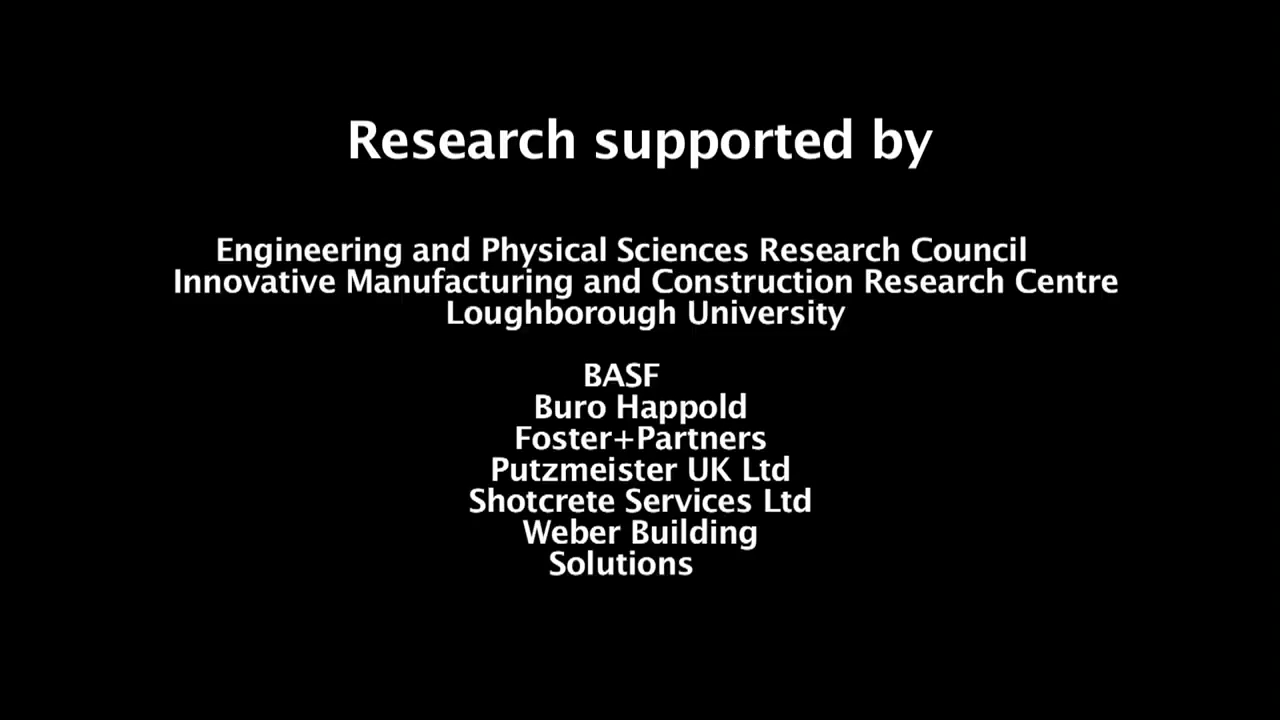 Research supported by
Engineering and Physical Sciences Research Council
Innovative Manufacturing and Construction Research Centre
Loughborough University
BASF
Buro Happold
Foster+Partners
Putzmeister UK Ltd
Shotcrete Services Ltd
Weber Building
Solutions